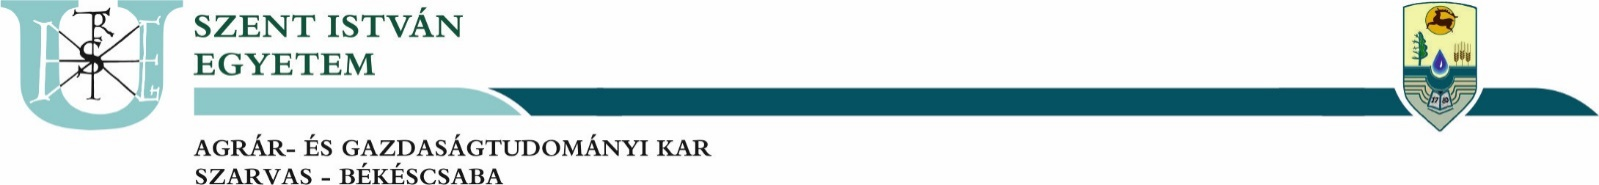 SZENT ISTVÁN
EGYETEM
AGRÁR- ÉS GAZDASÁGTUDOMÁNYI KAR
SZARVAS - BÉKÉSCSABA